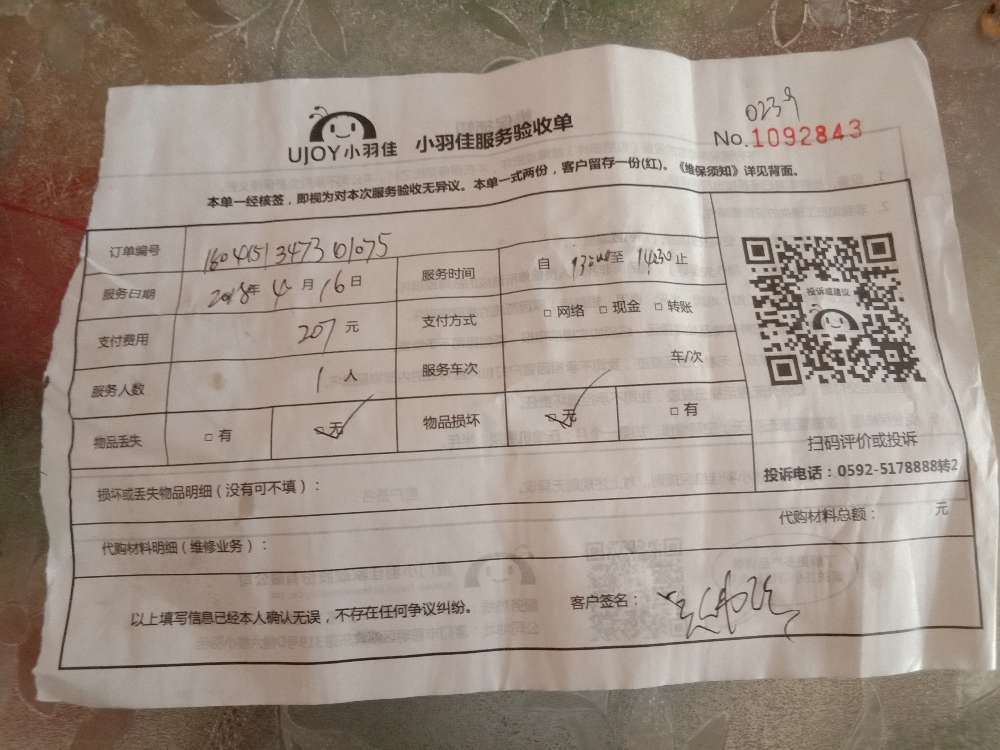 023号
UJOY小羽佳 小羽佳服务验收单 No.1092843
本单一经核签,即视为对本次服务验收无异议。本单一式两份,客户留存一份(红)。《维保须知》详见背面。
订单编号
服务日期 2018年 4月 16日 服务时间 自 至 14:30 止
支付费用 207元 支付方式 □ 网络 □ 现金 □ 转账
服务人数 1人 服务车次 车/次
物品丢失 □ 有 □ 无 物品损坏 □ 无 □ 有
投诉或建议
扫码评价或投诉
投诉电话:0592-5178888转2
损坏或丢失物品明细(没有可不填):
代购材料明细(维修业务): 代购材料总额: 元
以上填写信息已经本人确认无误,不存在任何争议纠纷。 客户签名: